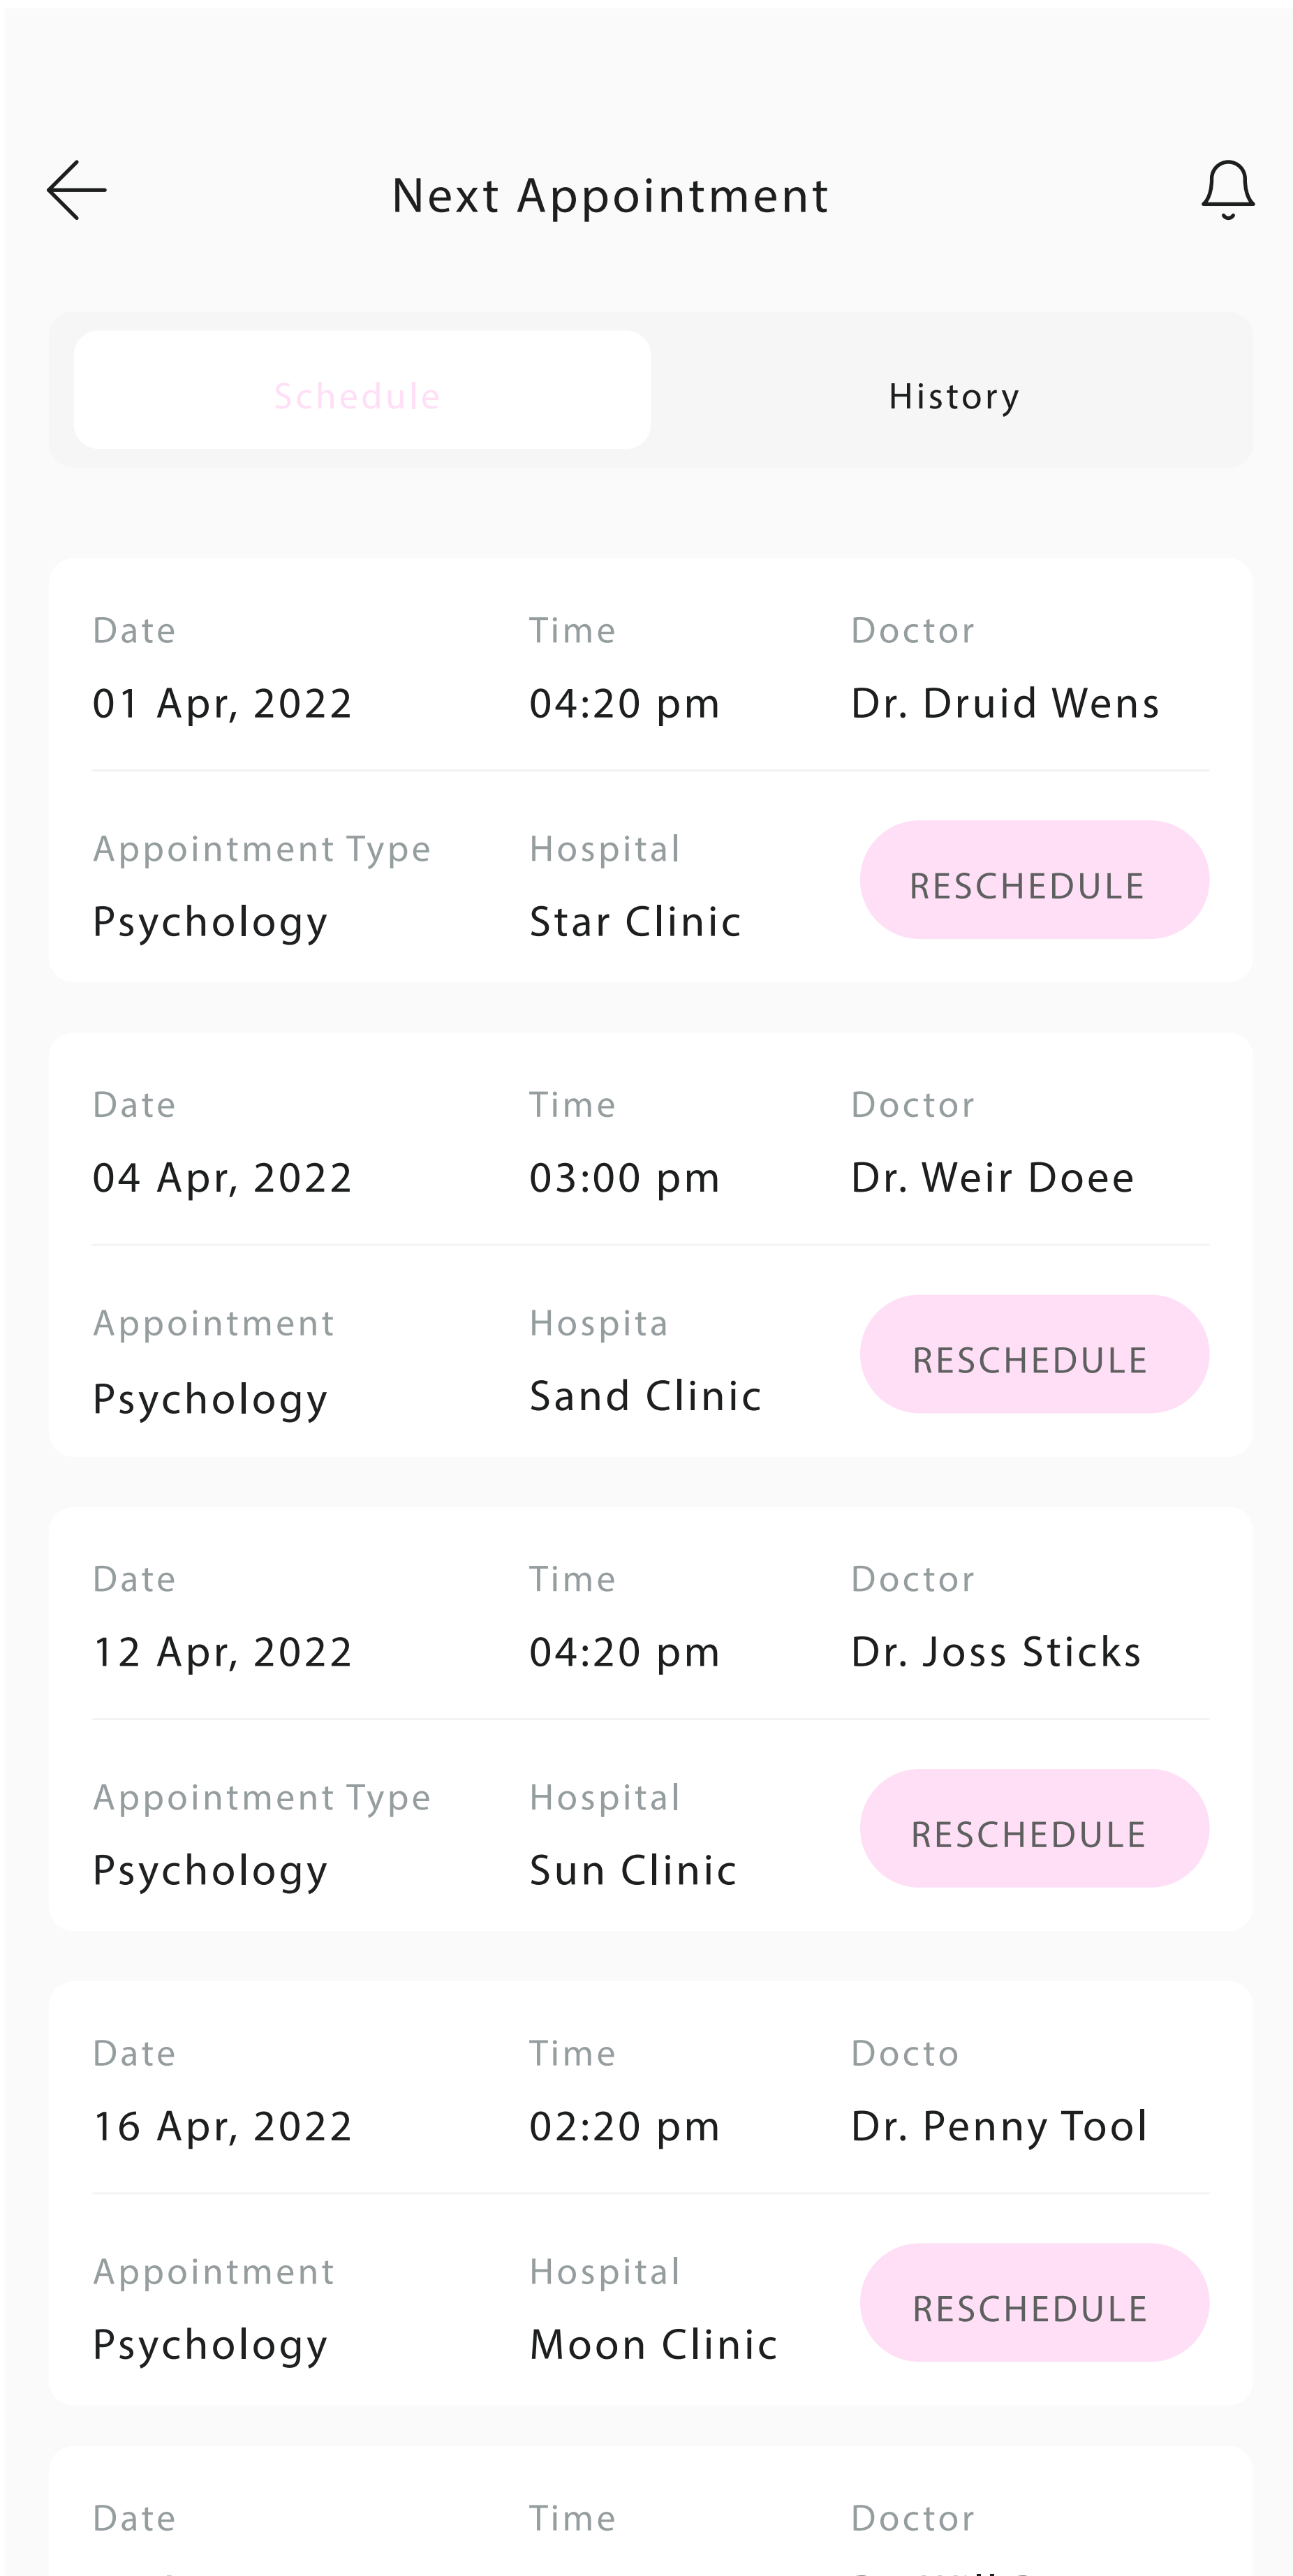 Next Appointment
Schedule History
Date Time Doctor
01 Apr, 2022 04:20 pm Dr. Druid Wens
Appointment Type Hospital
RESCHEDULE
Psychology Star Clinic
Date Time Doctor
04 Apr, 2022 03:00 pm Dr. Weir Doee
Appointment Hospita
RESCHEDULE
Psychology Sand Clinic
Date Time Doctor
12 Apr, 2022 04:20 pm Dr. Joss Sticks
Appointment Type Hospital
RESCHEDULE
Psychology Sun Clinic
Date Time Docto
16 Apr, 2022 02:20 pm Dr. Penny Tool
Appointment Hospital
RESCHEDULE
Psychology Moon Clinic
Date Time Doctor